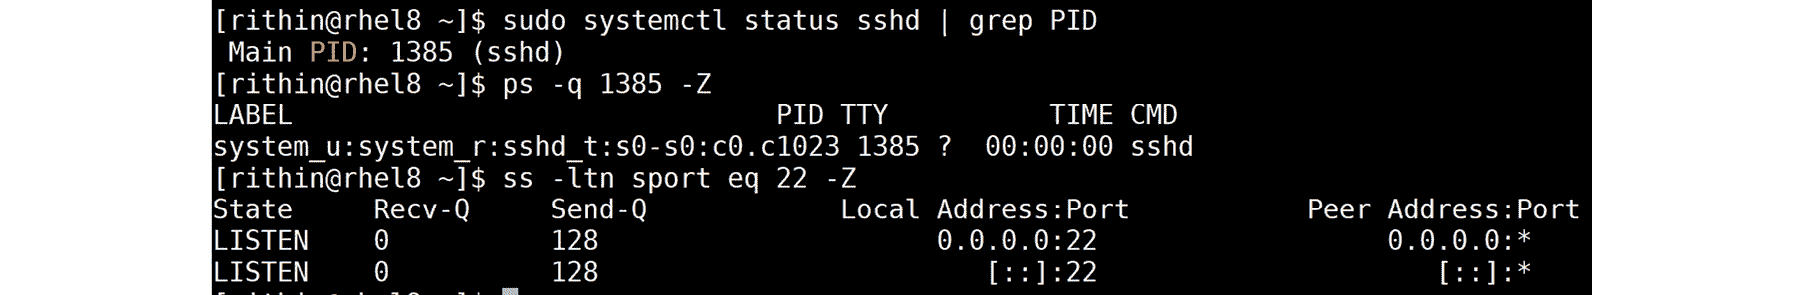 [rithin@rhel8 ~]$ sudo systemctl status sshd | grep PID
 Main PID: 1385 (sshd)
[rithin@rhel8 ~]$ ps -q 1385 -Z
LABEL                              PID TTY          TIME CMD
system_u:system_r:sshd_t:s0-s0:c0.c1023 1385 ?  00:00:00 sshd
[rithin@rhel8 ~]$ ss -ltn sport eq 22 -Z
State     Recv-Q     Send-Q            Local Address:Port           Peer Address:Port
LISTEN    0          128                     0.0.0.0:22                  0.0.0.0:*
LISTEN    0          128                        [::]:22                     [::]:*